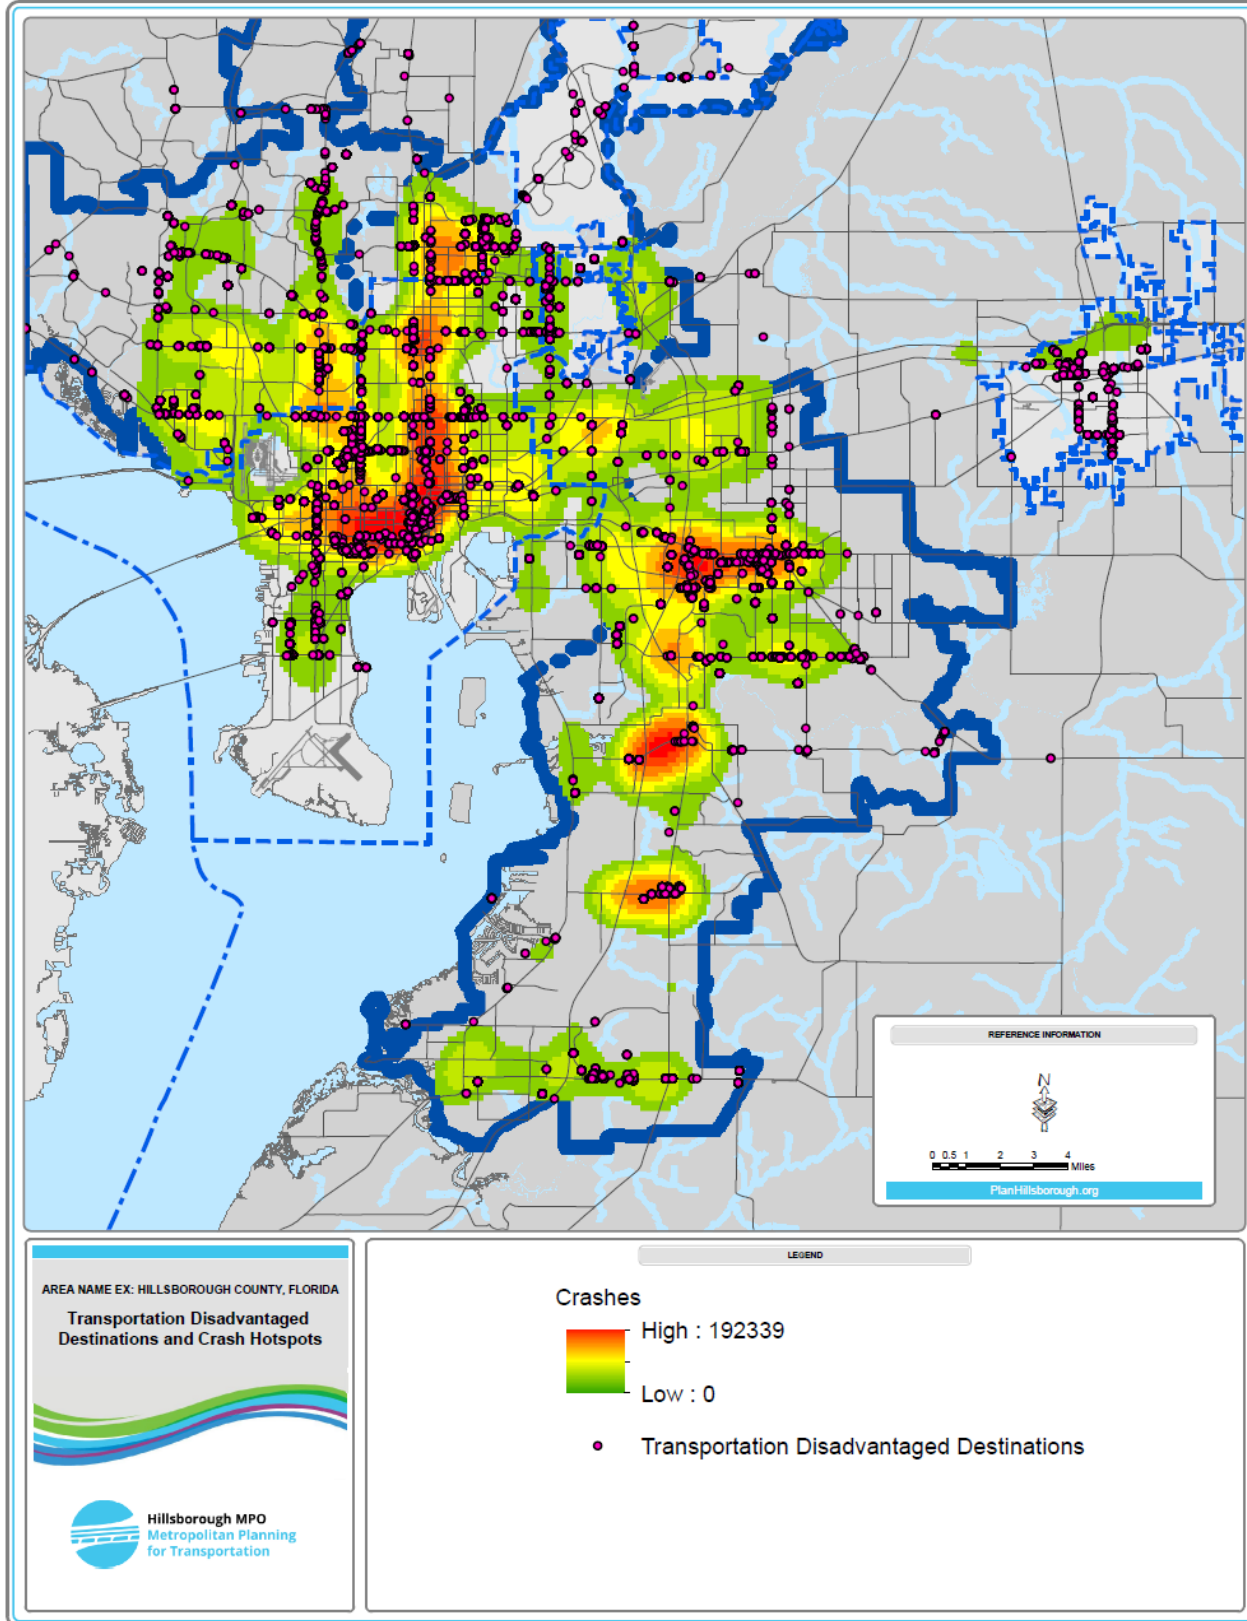 REFERENCE INFORMATION
N
0 0.5 1 2 3 4
Miles
PlanHillsborough.org
AREA NAME EX: HILLSBOROUGH COUNTY, FLORIDA
Transportation Disadvantaged
Destinations and Crash Hotspots
Hillsborough MPO
Metropolitan Planning
for Transportation
LEGEND
Crashes
High : 192339
Low : 0
Transportation Disadvantaged Destinations